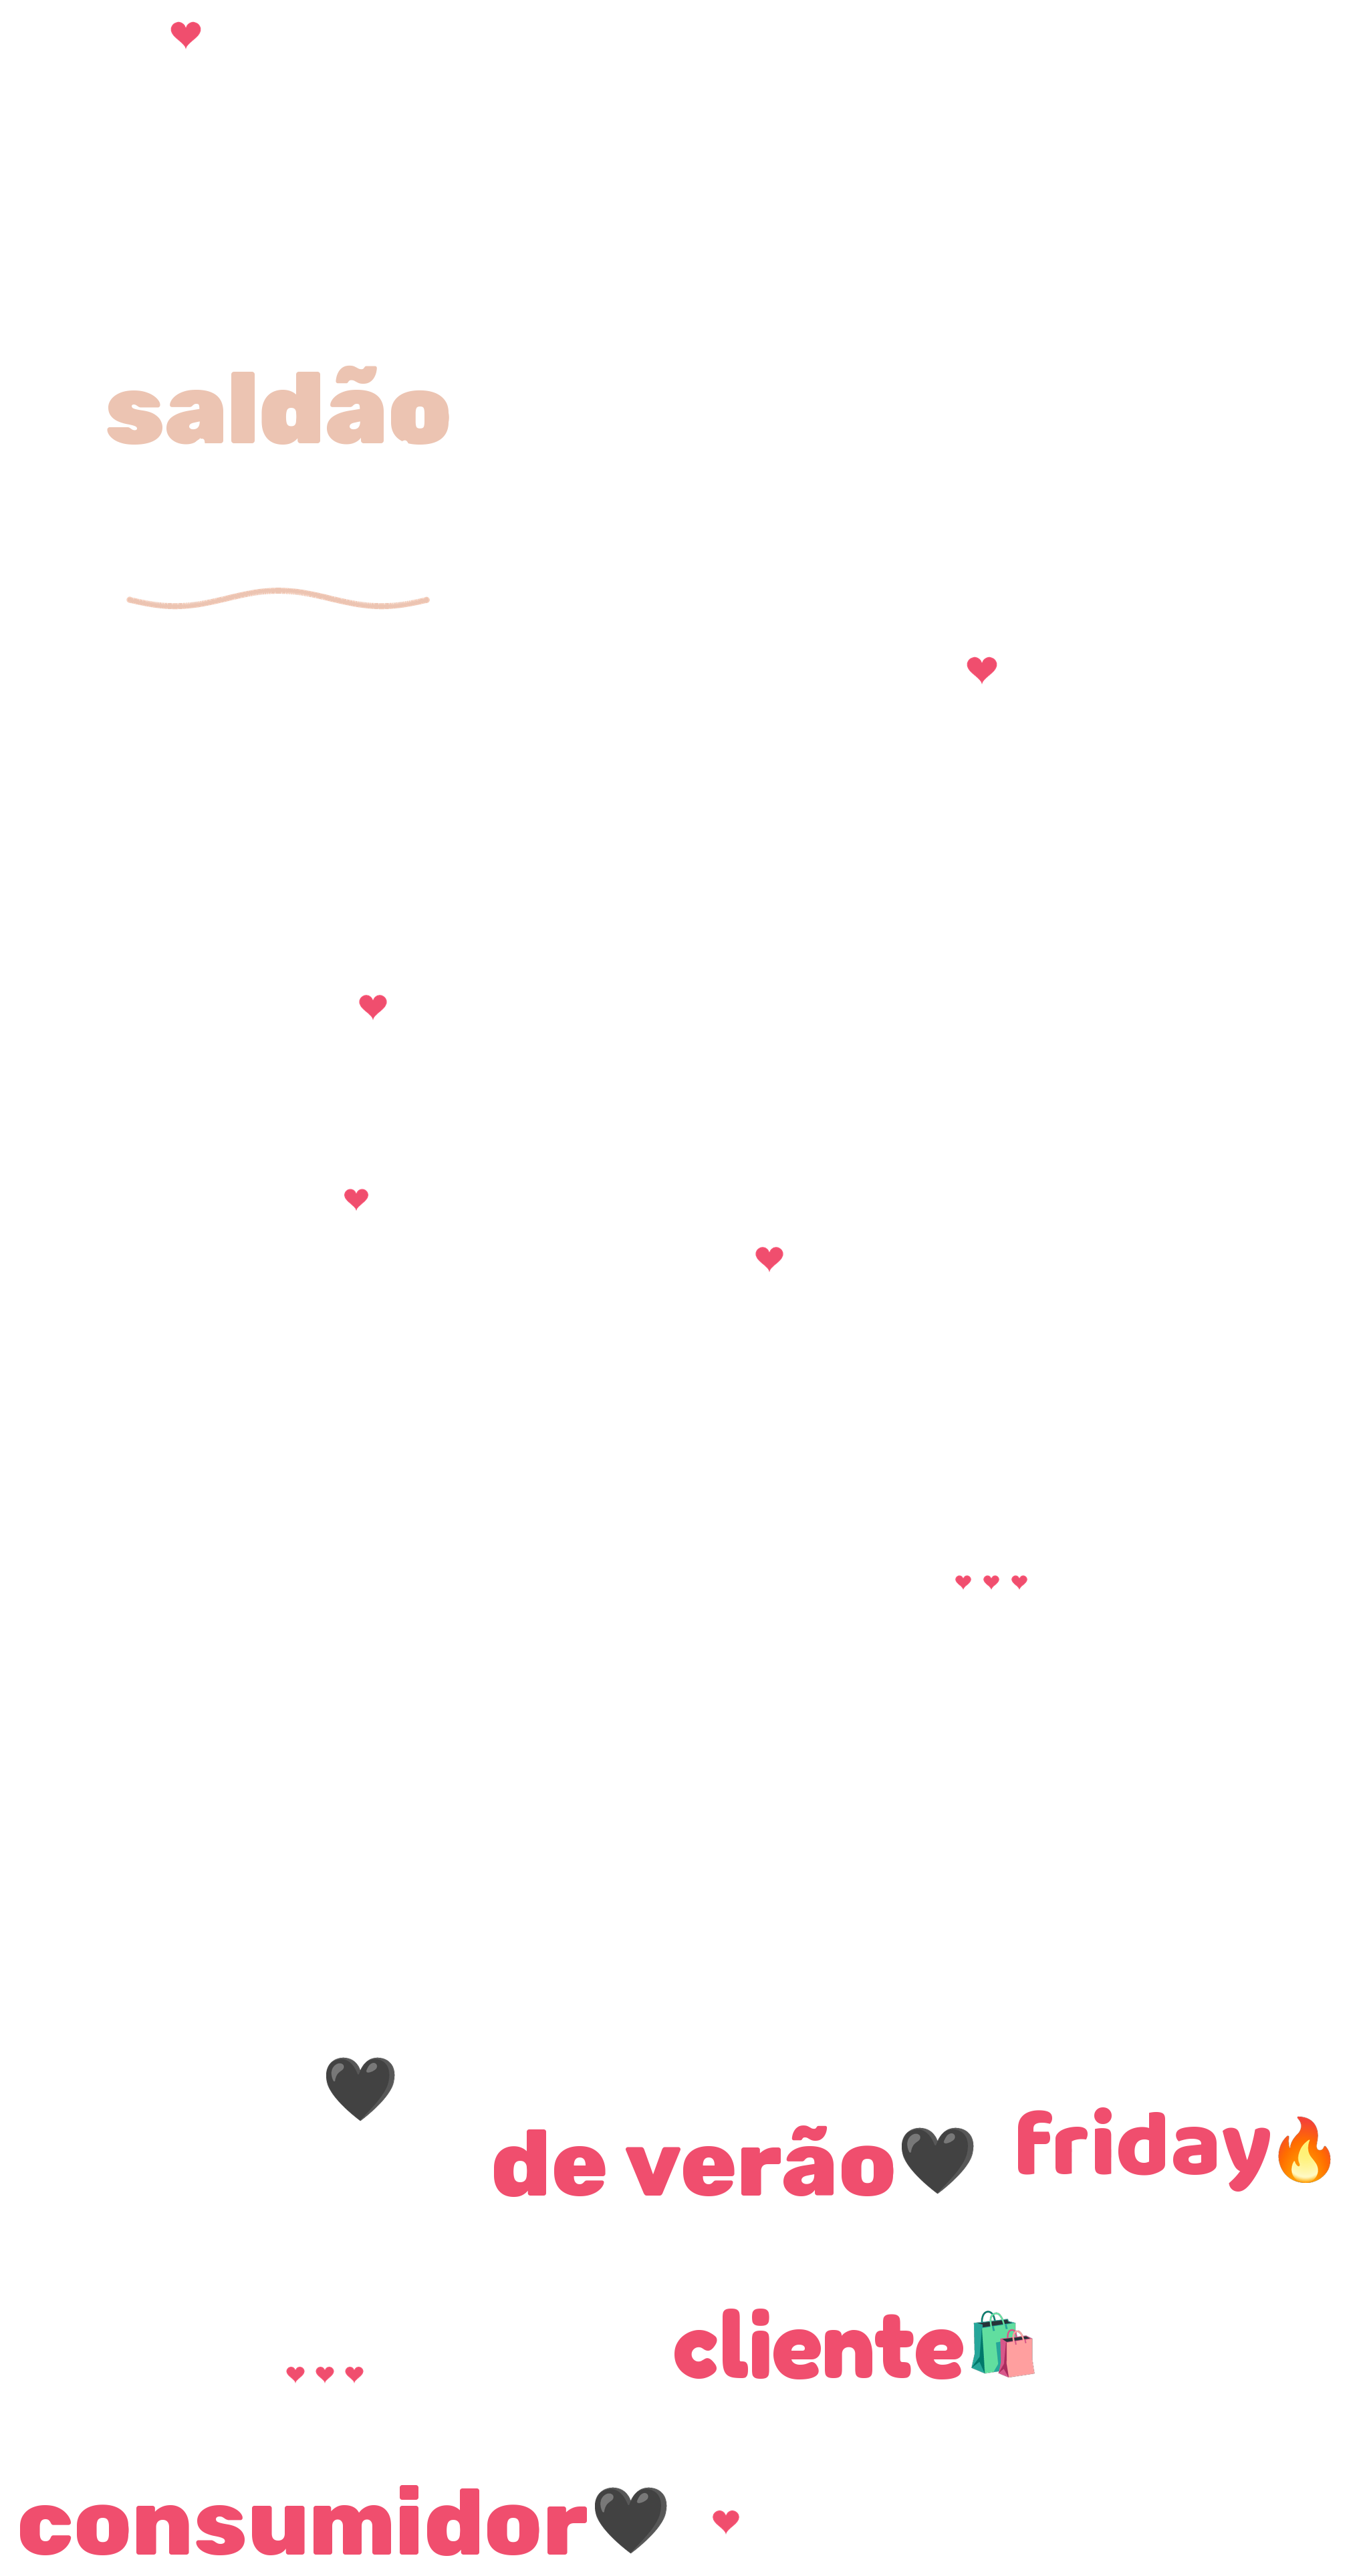 saldão
friday🔥
de verão🖤
cliente🛍️
consumidor🖤